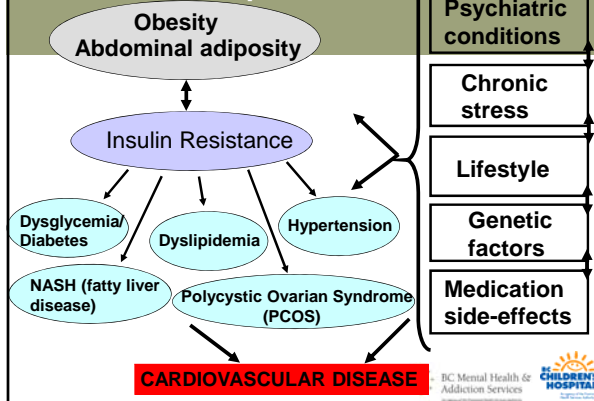 Obesity
Abdominal adiposity
Insulin Resistance
Dysglycemia/
Diabetes
Dyslipidemia
Hypertension
NASH (fatty liver
disease)
Polycystic Ovarian Syndrome
(PCOS)
CARDIOVASCULAR DISEASE
Psychiatric
conditions
Chronic
stress
Lifestyle
Genetic
factors
Medication
side-effects
BC Mental Health &
Addiction Services
BC
CHILDREN'S
HOSPITAL